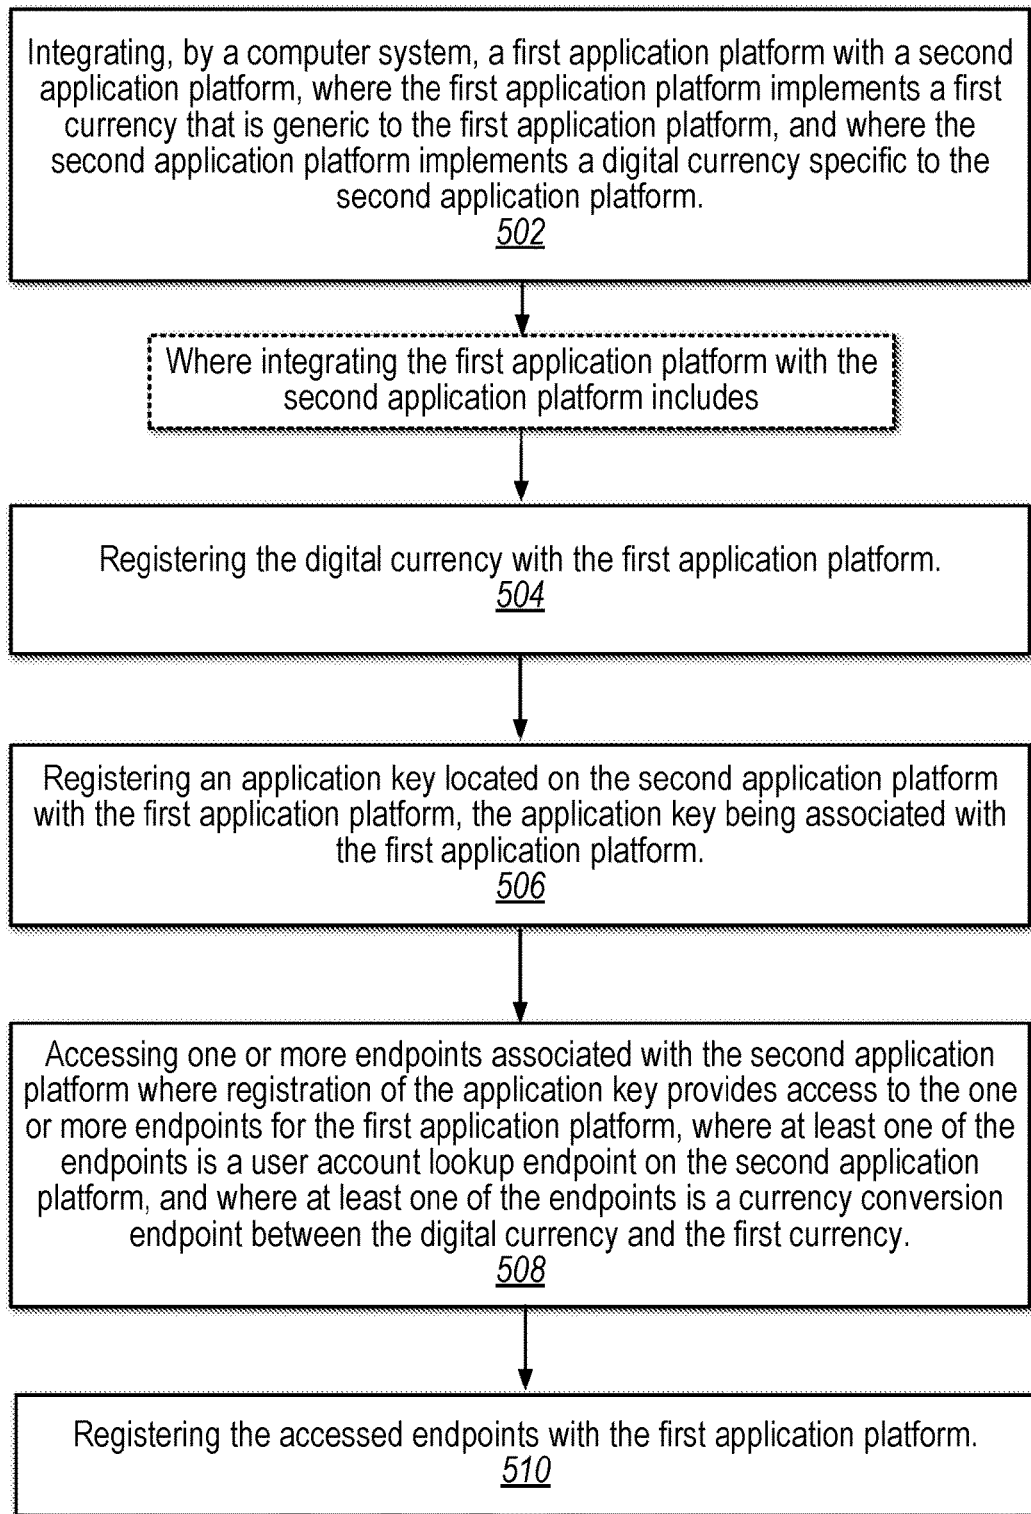 Integrating, by a computer system, a first application platform with a second
application platform, where the first application platform implements a first
currency that is generic to the first application platform, and where the
second application platform implements a digital currency specific to the
second application platform.
502
Where integrating the first application platform with the
second application platform includes
Registering the digital currency with the first application platform.
504
Registering an application key located on the second application platform
with the first application platform, the application key being associated with
the first application platform.
506
Accessing one or more endpoints associated with the second application
platform where registration of the application key provides access to the one
or more endpoints for the first application platform, where at least one of the
endpoints is a user account lookup endpoint on the second application
platform, and where at least one of the endpoints is a currency conversion
endpoint between the digital currency and the first currency.
508
Registering the accessed endpoints with the first application platform.
510